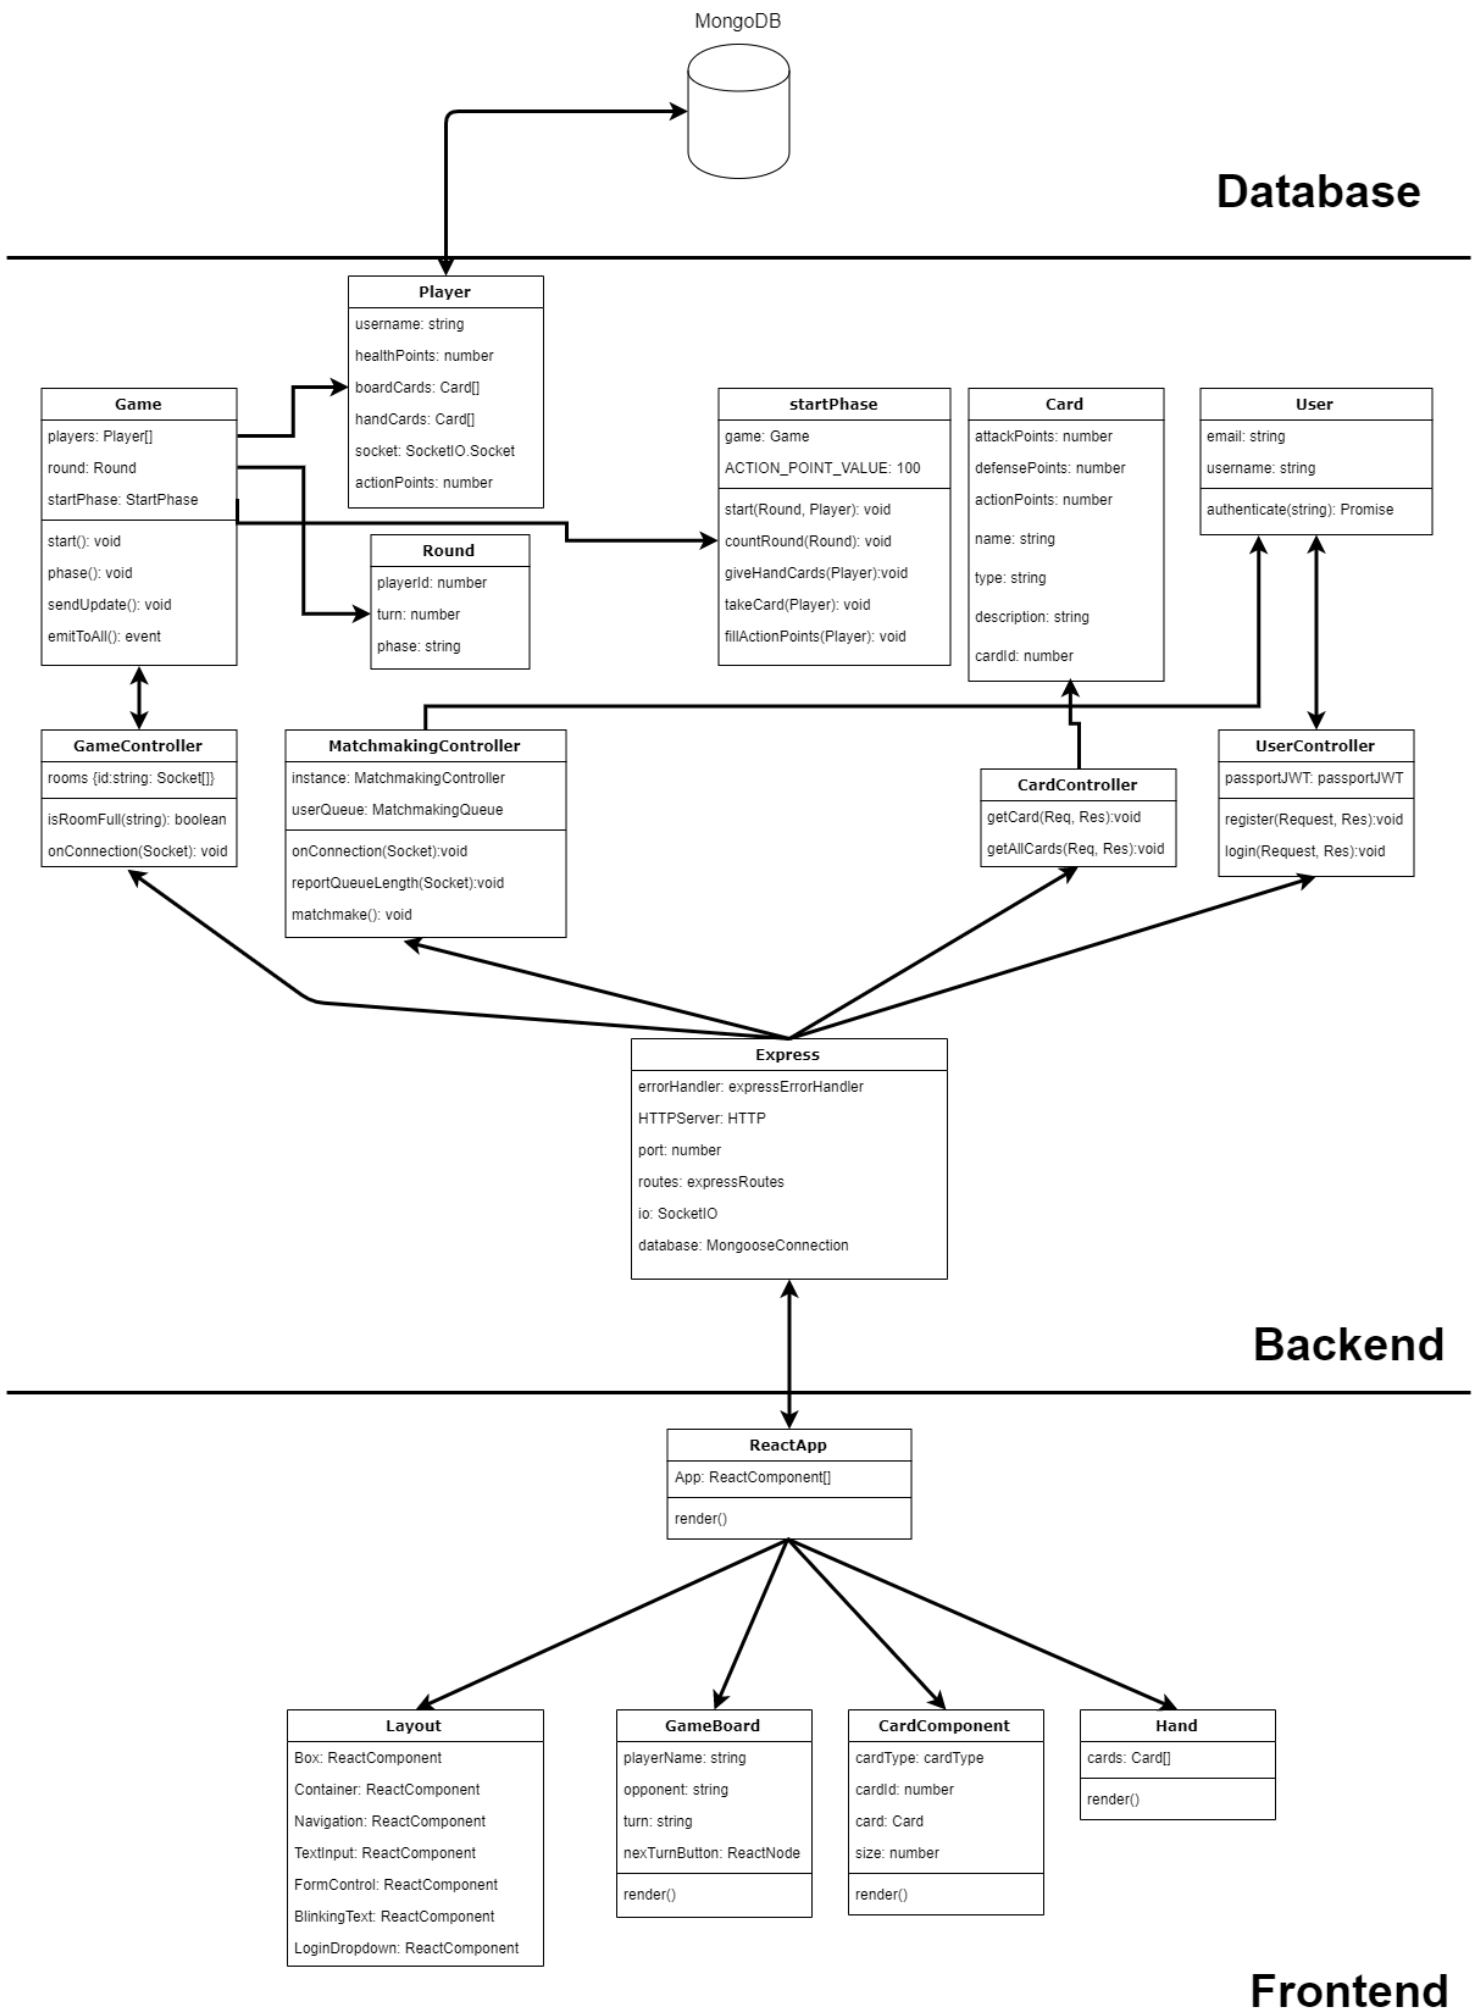 MongoDB
Database
Player
username: string
healthPoints: number
boardCards: Card[]
handCards: Card[]
socket: SocketIO.Socket
actionPoints: number
Game
players: Player[]
round: Round
startPhase: StartPhase
start(): void
phase(): void
sendUpdate(): void
emitToAll(): event
Round
playerId: number
turn: number
phase: string
startPhase
game: Game
ACTION_POINT_VALUE: 100
start(Round, Player): void
countRound(Round): void
giveHandCards(Player):void
takeCard(Player): void
fillActionPoints(Player): void
Card
attackPoints: number
defensePoints: number
actionPoints: number
name: string
type: string
description: string
cardId: number
User
email: string
username: string
authenticate(string): Promise
GameController
rooms {id:string: Socket[]}
isRoomFull(string): boolean
onConnection(Socket): void
MatchmakingController
instance: MatchmakingController
userQueue: MatchmakingQueue
onConnection(Socket):void
reportQueueLength(Socket):void
matchmake(): void
CardController
getCard(Req, Res):void
getAllCards(Req, Res):void
UserController
passportJWT: passportJWT
register(Request, Res):void
login(Request, Res):void
Express
errorHandler: expressErrorHandler
HTTPServer: HTTP
port: number
routes: expressRoutes
io: SocketIO
database: MongooseConnection
Backend
ReactApp
App: ReactComponent[]
render()
Layout
Box: ReactComponent
Container: ReactComponent
Navigation: ReactComponent
TextInput: ReactComponent
FormControl: ReactComponent
BlinkingText: ReactComponent
LoginDropdown: ReactComponent
GameBoard
playerName: string
opponent: string
turn: string
nexTurnButton: ReactNode
render()
CardComponent
cardType: cardType
cardId: number
card: Card
size: number
render()
Hand
cards: Card[]
render()
Frontend